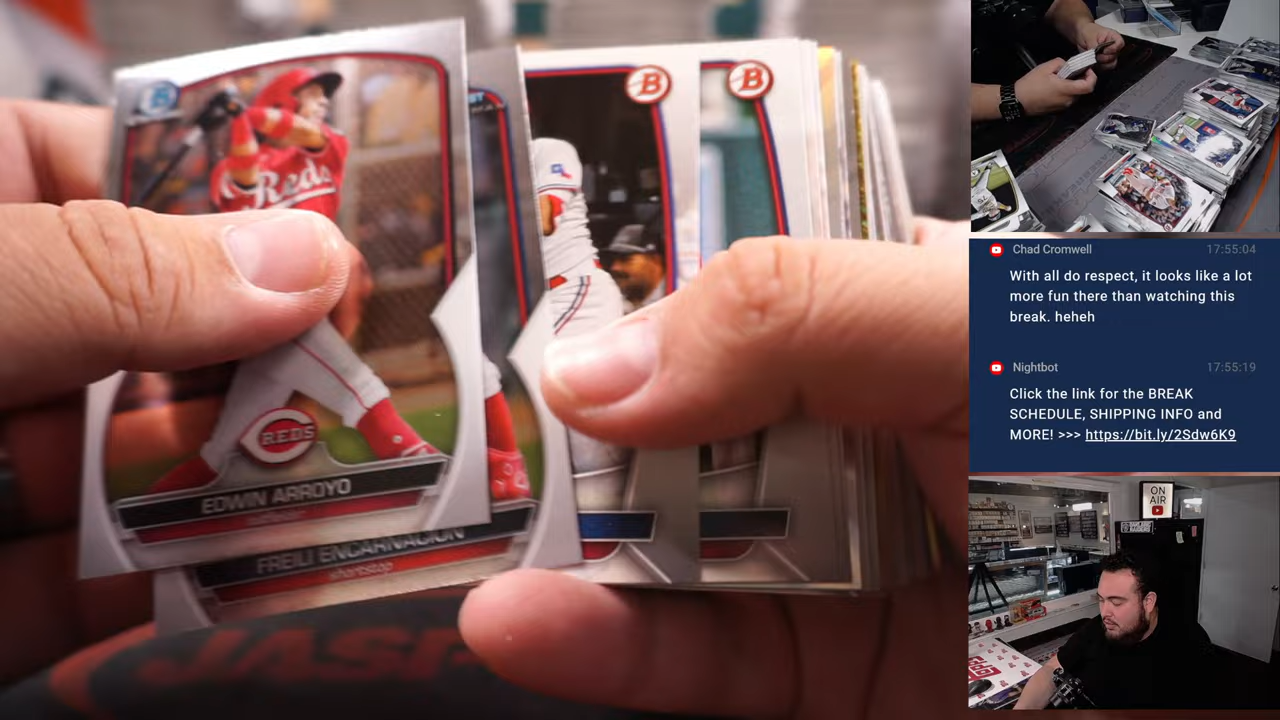 B
B
B
Reds
REDS
EDWIN ARROYO
FREILI ENCARNACION
shortstop
Chad Cromwell 17:55:04
With all do respect, it looks like a lot
more fun there than watching this
break. heheh
Nightbot 17:55:19
Click the link for the BREAK
SCHEDULE, SHIPPING INFO and
MORE! >>> https://bit.ly/2Sdw6K9
ON
AIR